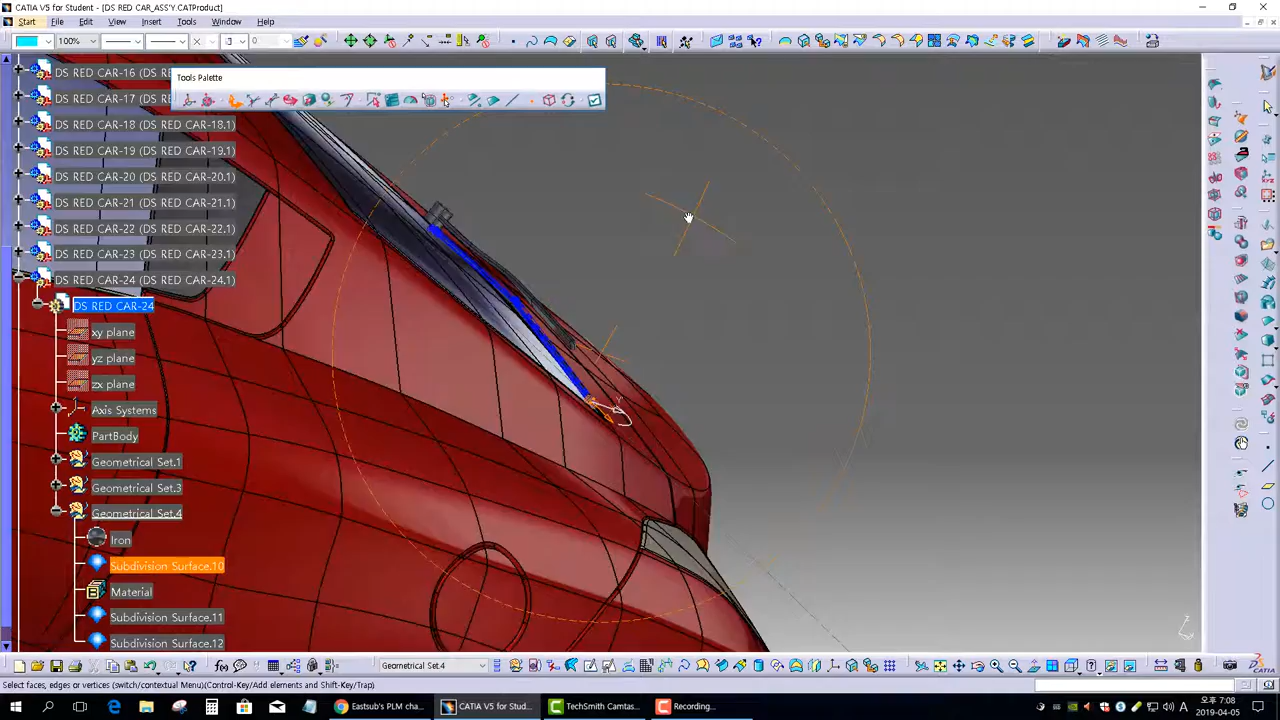 CATIA V5 for Student - [DS RED CAR_ASS'Y.CATProduct]
Start File Edit View Insert Tools Window Help
100%
Tools Palette
DS RED CAR-16 (DS R
DS RED CAR-17 (DS R
DS RED CAR-18 (DS RED CAR-18.1)
DS RED CAR-19 (DS RED CAR-19.1)
DS RED CAR-20 (DS RED CAR-20.1)
DS RED CAR-21 (DS RED CAR-21.1)
DS RED CAR-22 (DS RED CAR-22.1)
DS RED CAR-23 (DS RED CAR-23.1)
DS RED CAR-24 (DS RED CAR-24.1)
DS RED CAR-24
xy plane
yz plane
zx plane
Axis Systems
PartBody
Geometrical Set.1
Geometrical Set.3
Geometrical Set.4
Iron
Subdivision Surface.10
Material
Subdivision Surface.11
Subdivision Surface.12
Geometrical Set.4
CATIA
Select faces, edges or vertices (switch/contextual Menu)(Control-Key/Add elements and Shift-Key/Trap)
Eastsub's PLM cha...
CATIA V5 for Stud...
TechSmith Camtas...
Recording...
A
오후 7:08
2019-04-05